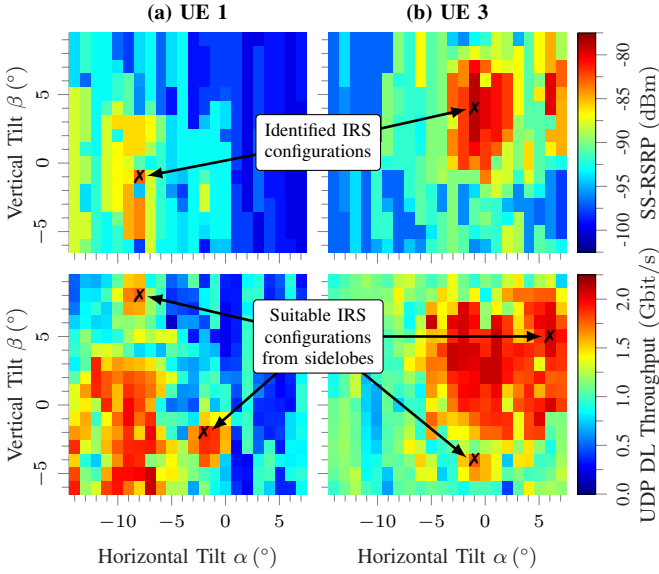 (a) UE 1
(b) UE 3
Vertical Tilt β (°)
5
0
−5
Identified IRS
configurations
−80
−85
−90
−95
−100
SS-RSRP (dBm)
Vertical Tilt β (°)
5
0
−5
Suitable IRS
configurations
from sidelobes
2.0
1.5
1.0
0.5
0.0
UDP DL Throughput (Gbit/s)
−10 −5 0 5
−10 −5 0 5
Horizontal Tilt α (°)
Horizontal Tilt α (°)